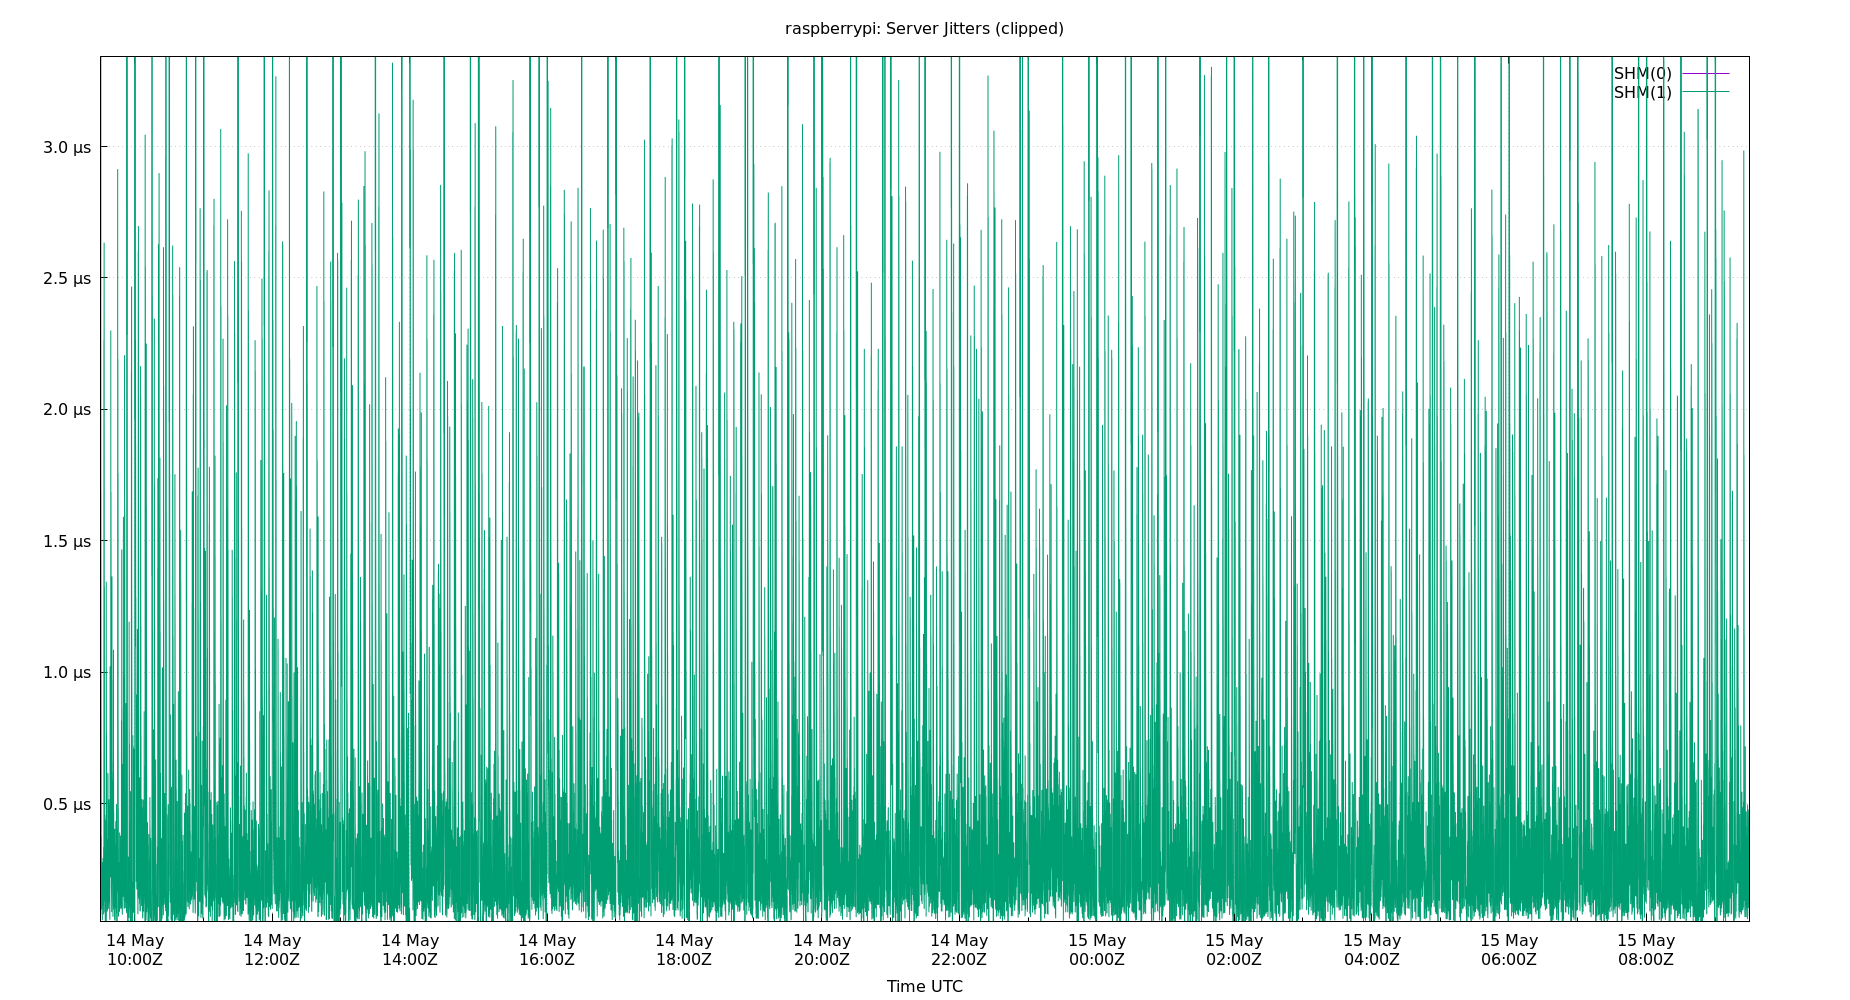 raspberrypi: Server Jitters (clipped)
SHM(0)
SHM(1)
3.0 µs
2.5 µs
2.0 µs
1.5 µs
1.0 µs
0.5 µs
14 May 14 May 14 May 14 May 14 May 14 May 14 May 15 May 15 May 15 May 15 May 15 May
10:00Z 12:00Z 14:00Z 16:00Z 18:00Z 20:00Z 22:00Z 00:00Z 02:00Z 04:00Z 06:00Z 08:00Z
Time UTC